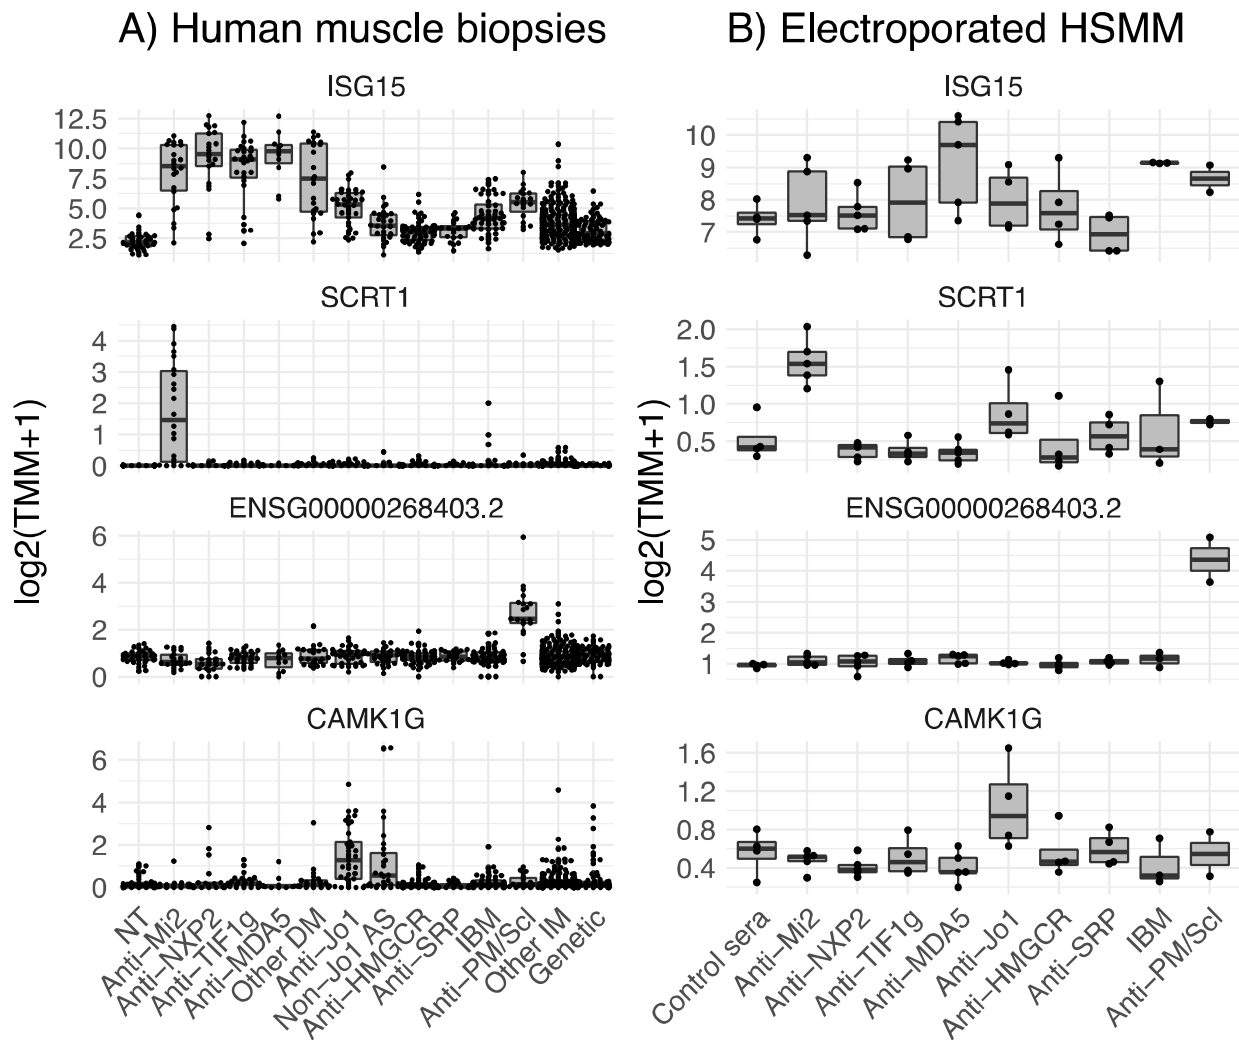 A) Human muscle biopsies
B) Electroporated HSMM
log2(TMM+1)
ISG15
12.5
10.0
7.5
5.0
2.5
SCRT1
4
3
2
1
0
ENSG00000268403.2
6
4
2
0
CAMK1G
6
4
2
0
NT
Anti−Mi2
Anti−NXP2
Anti−TIF1g
Anti−MDA5
Other DM
Anti−Jo1
Non−Jo1 AS
Anti−HMGCR
Anti−SRP
IBM
Anti−PM/Scl
Other IM
Genetic
log2(TMM+1)
ISG15
10
9
8
7
SCRT1
2.0
1.5
1.0
0.5
ENSG00000268403.2
5
4
3
2
1
CAMK1G
1.6
1.2
0.8
0.4
Control sera
Anti−Mi2
Anti−NXP2
Anti−TIF1g
Anti−MDA5
Anti−Jo1
Anti−HMGCR
Anti−SRP
IBM
Anti−PM/Scl